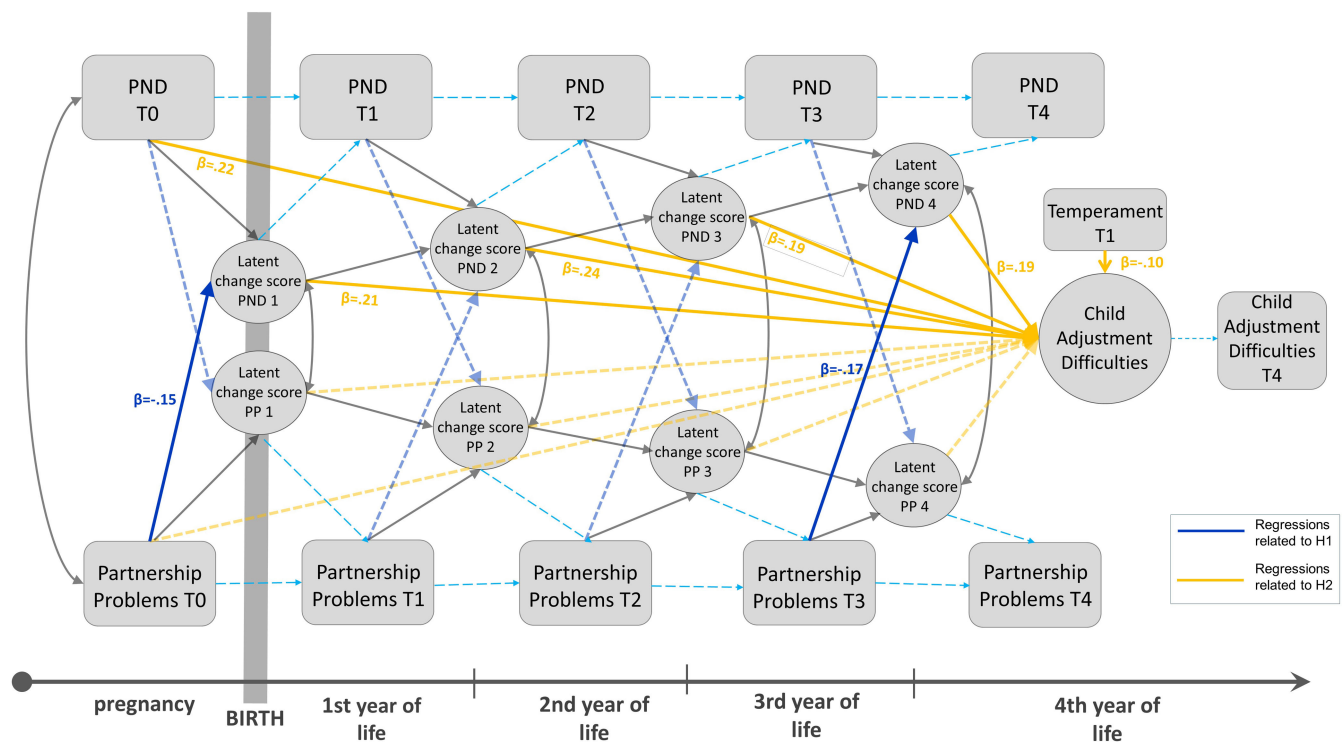 PND
T0
PND
T1
PND
T2
PND
T3
PND
T4
β=.22
Latent
change score
PND 1
Latent
change score
PND 2
Latent
change score
PND 3
Latent
change score
PND 4
Temperament
T1
β=.21
β=.24
β=.19
β=.19
β=-.10
Child
Adjustment
Difficulties
Child
Adjustment
Difficulties
T4
β=-.15
Latent
change score
PP 1
Latent
change score
PP 2
Latent
change score
PP 3
Latent
change score
PP 4
β=-.17
Partnership
Problems T0
Partnership
Problems T1
Partnership
Problems T2
Partnership
Problems T3
Partnership
Problems T4
Regressions
related to H1
Regressions
related to H2
pregnancy
BIRTH
1st year of
life
2nd year of
life
3rd year of
life
4th year of
life